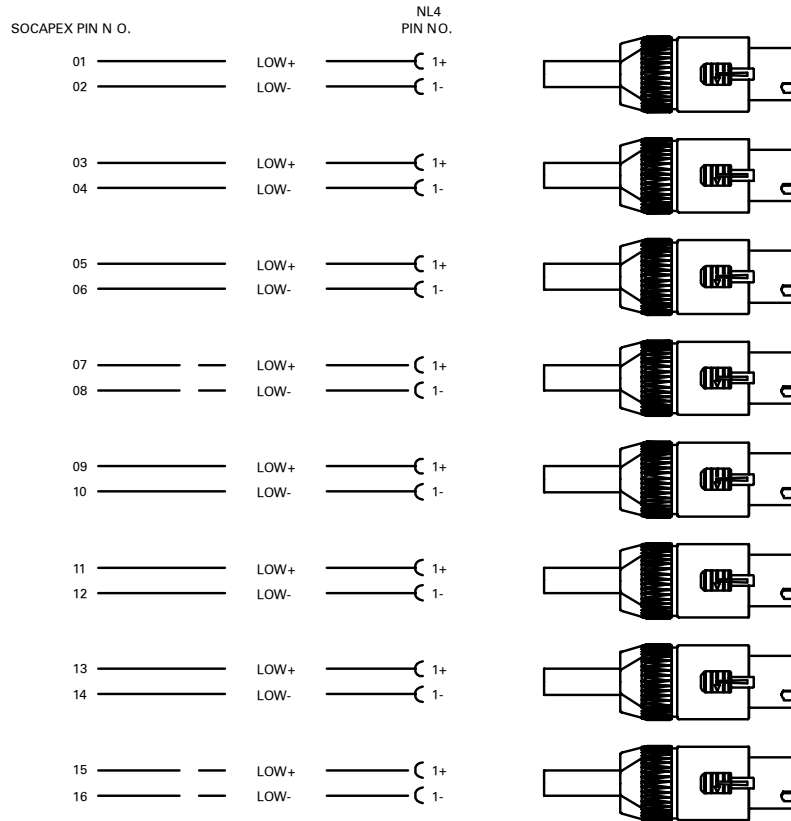 NL4
SOCAPEX PIN N O. PIN NO.
01 LOW+ 1+
02 LOW- 1-
03 LOW+ 1+
04 LOW- 1-
05 LOW+ 1+
06 LOW- 1-
07 LOW+ 1+
08 LOW- 1-
09 LOW+ 1+
10 LOW- 1-
11 LOW+ 1+
12 LOW- 1-
13 LOW+ 1+
14 LOW- 1-
15 LOW+ 1+
16 LOW- 1-